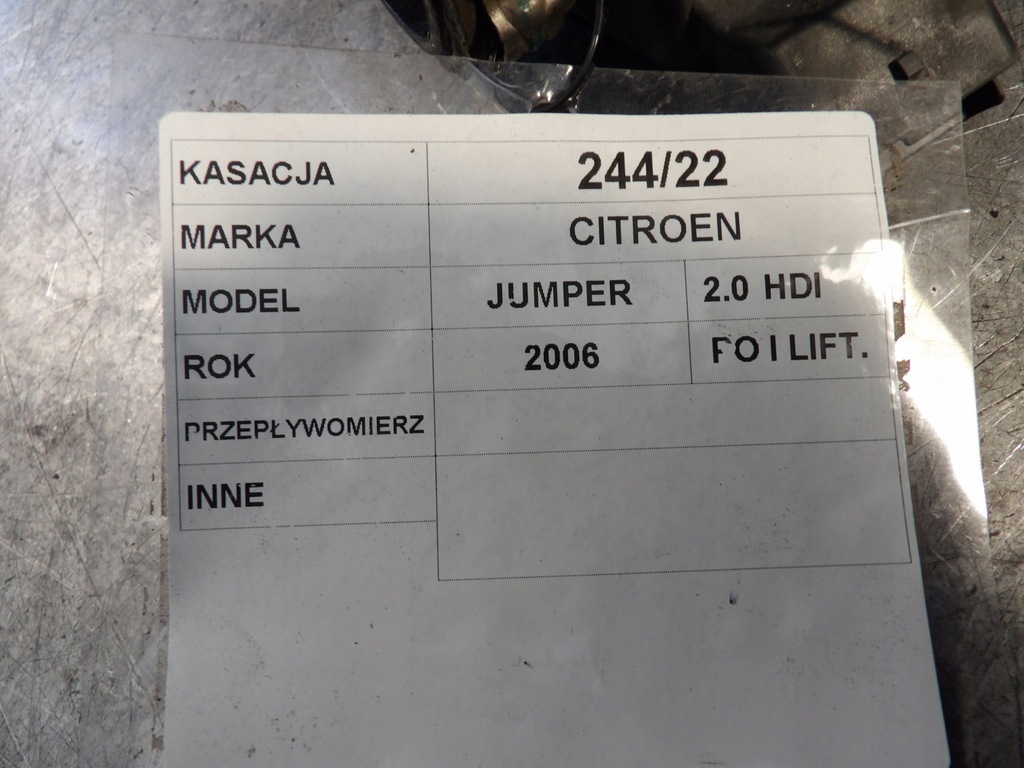 KASACJA 244/22
MARKA CITROEN
MODEL JUMPER 2.0 HDI
ROK 2006 FO I LIFT.
PRZEPŁYWOMIERZ
INNE